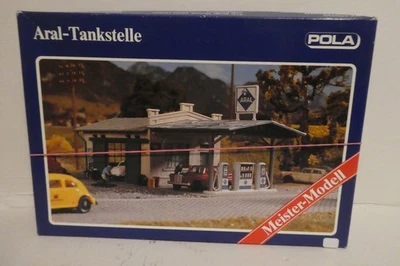 Aral-Tankstelle
POLA
ARAL
Meister-Modell